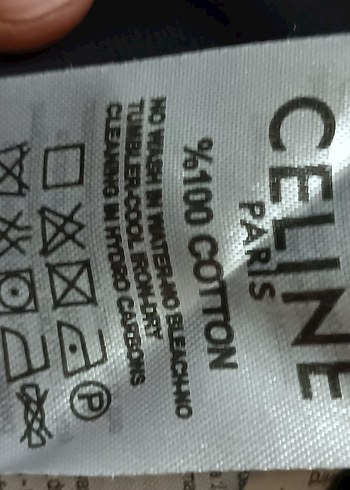 CELINE
PARIS
%100 COTTON
NO WASH IN WATER-NO BLEACH-NO
TUMBLER-COOL IRON-DRY
CLEANING IN HYDRO CARBONS
P